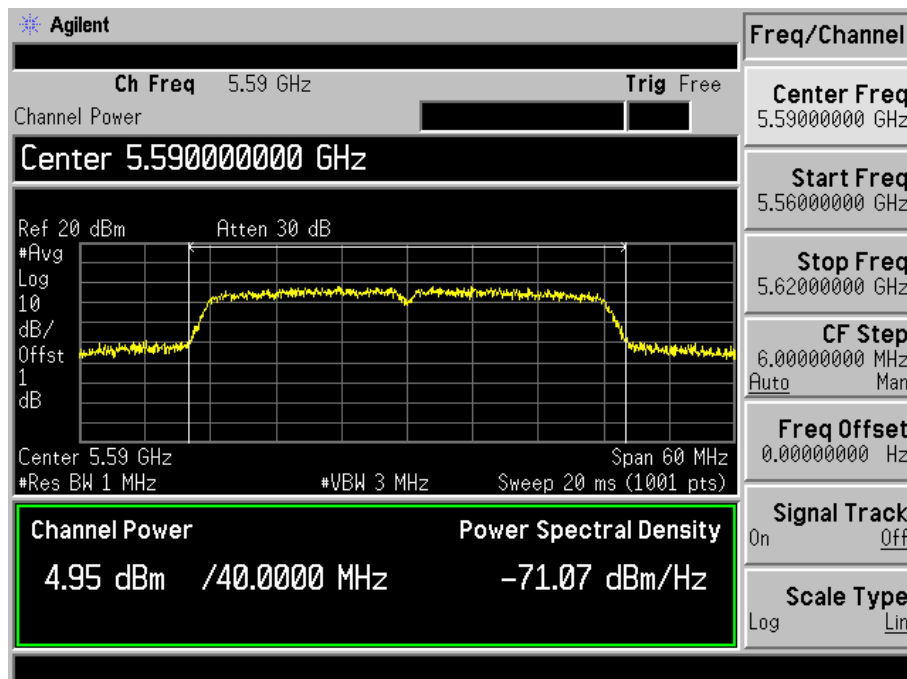 Agilent
Ch Freq 5.59 GHz Trig Free
Channel Power
Center 5.590000000 GHz
Ref 20 dBm Atten 30 dB
#Avg
Log
10
dB/
Offst
1
dB
Center 5.59 GHz Span 60 MHz
#Res BW 1 MHz #VBW 3 MHz Sweep 20 ms (1001 pts)
Channel Power Power Spectral Density
4.95 dBm /40.0000 MHz -71.07 dBm/Hz
Freq/Channel
Center Freq
5.59000000 GHz
Start Freq
5.56000000 GHz
Stop Freq
5.62000000 GHz
CF Step
6.00000000 MHz
Auto Man
Freq Offset
0.00000000 Hz
Signal Track
On Off
Scale Type
Log Lin